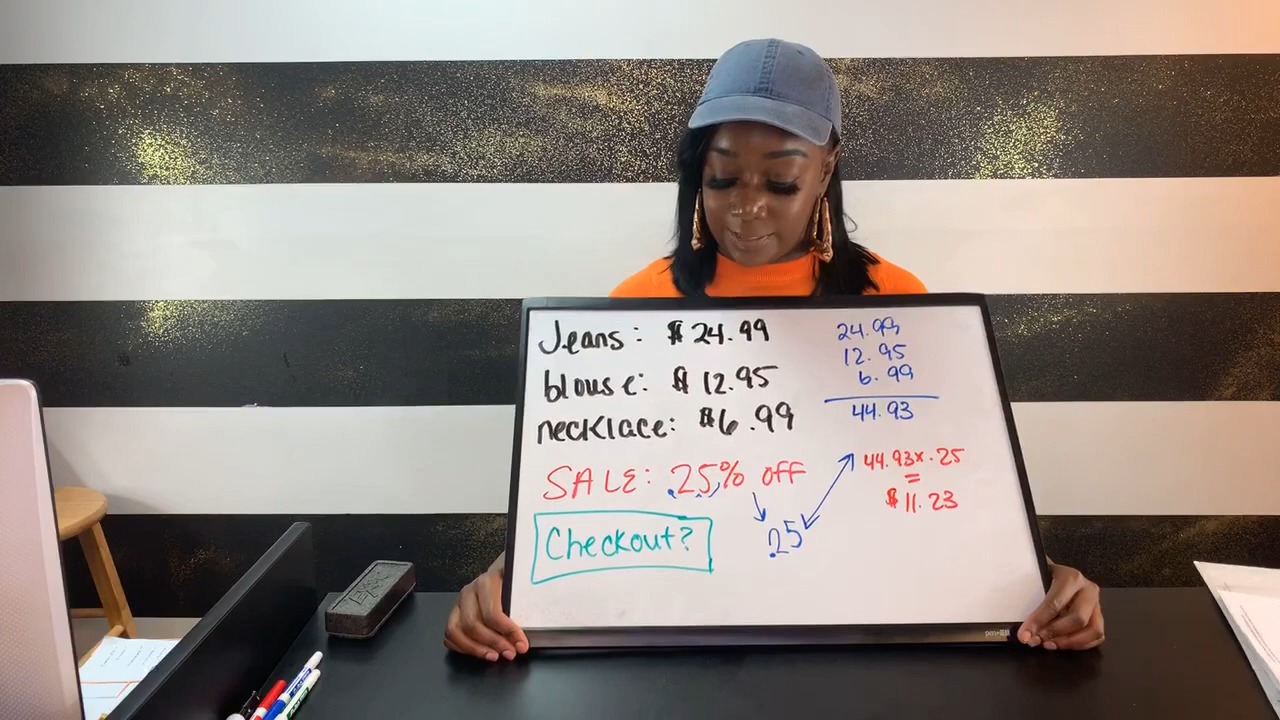 Jeans: $24.99
blouse: $12.95
necklace: $6.99
SALE: 25% off
.25
Checkout?
24.99
12.95
6.99
44.93
44.93x.25
=
$11.23
EXPO